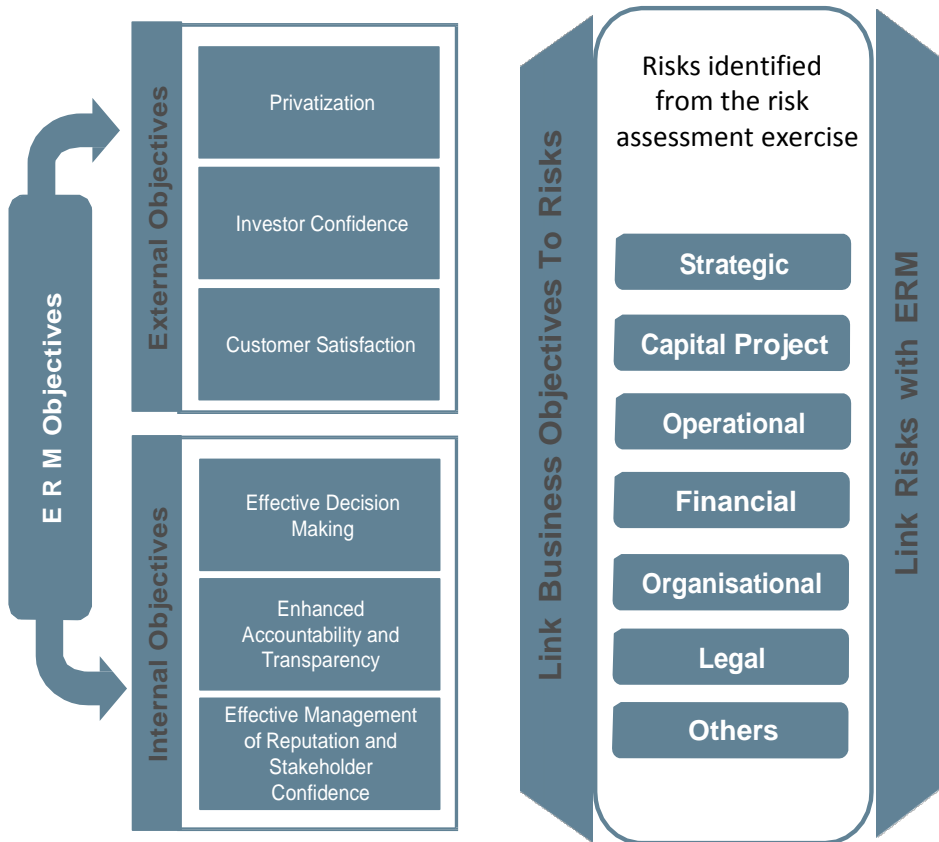 E R M Objectives
External Objectives
Privatization
Investor Confidence
Customer Satisfaction
Internal Objectives
Effective Decision
Making
Enhanced
Accountability and
Transparency
Effective Management
of Reputation and
Stakeholder
Confidence
Link Business Objectives To Risks
Risks identified
from the risk
assessment exercise
Strategic
Capital Project
Operational
Financial
Organisational
Legal
Others
Link Risks with ERM